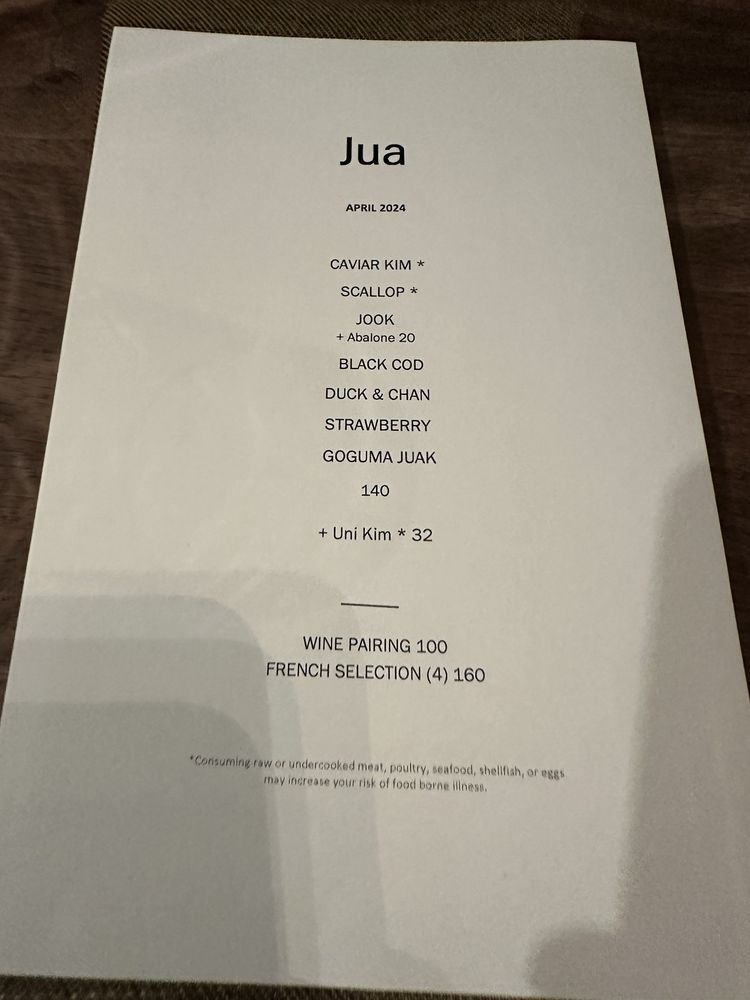 Jua
APRIL 2024
CAVIAR KIM *
SCALLOP *
JOOK
+ Abalone 20
BLACK COD
DUCK & CHAN
STRAWBERRY
GOGUMA JUAK
140
+ Uni Kim * 32
WINE PAIRING 100
FRENCH SELECTION (4) 160
*Consuming raw or undercooked meat, poultry, seafood, shellfish, or eggs
may increase your risk of food borne illness.